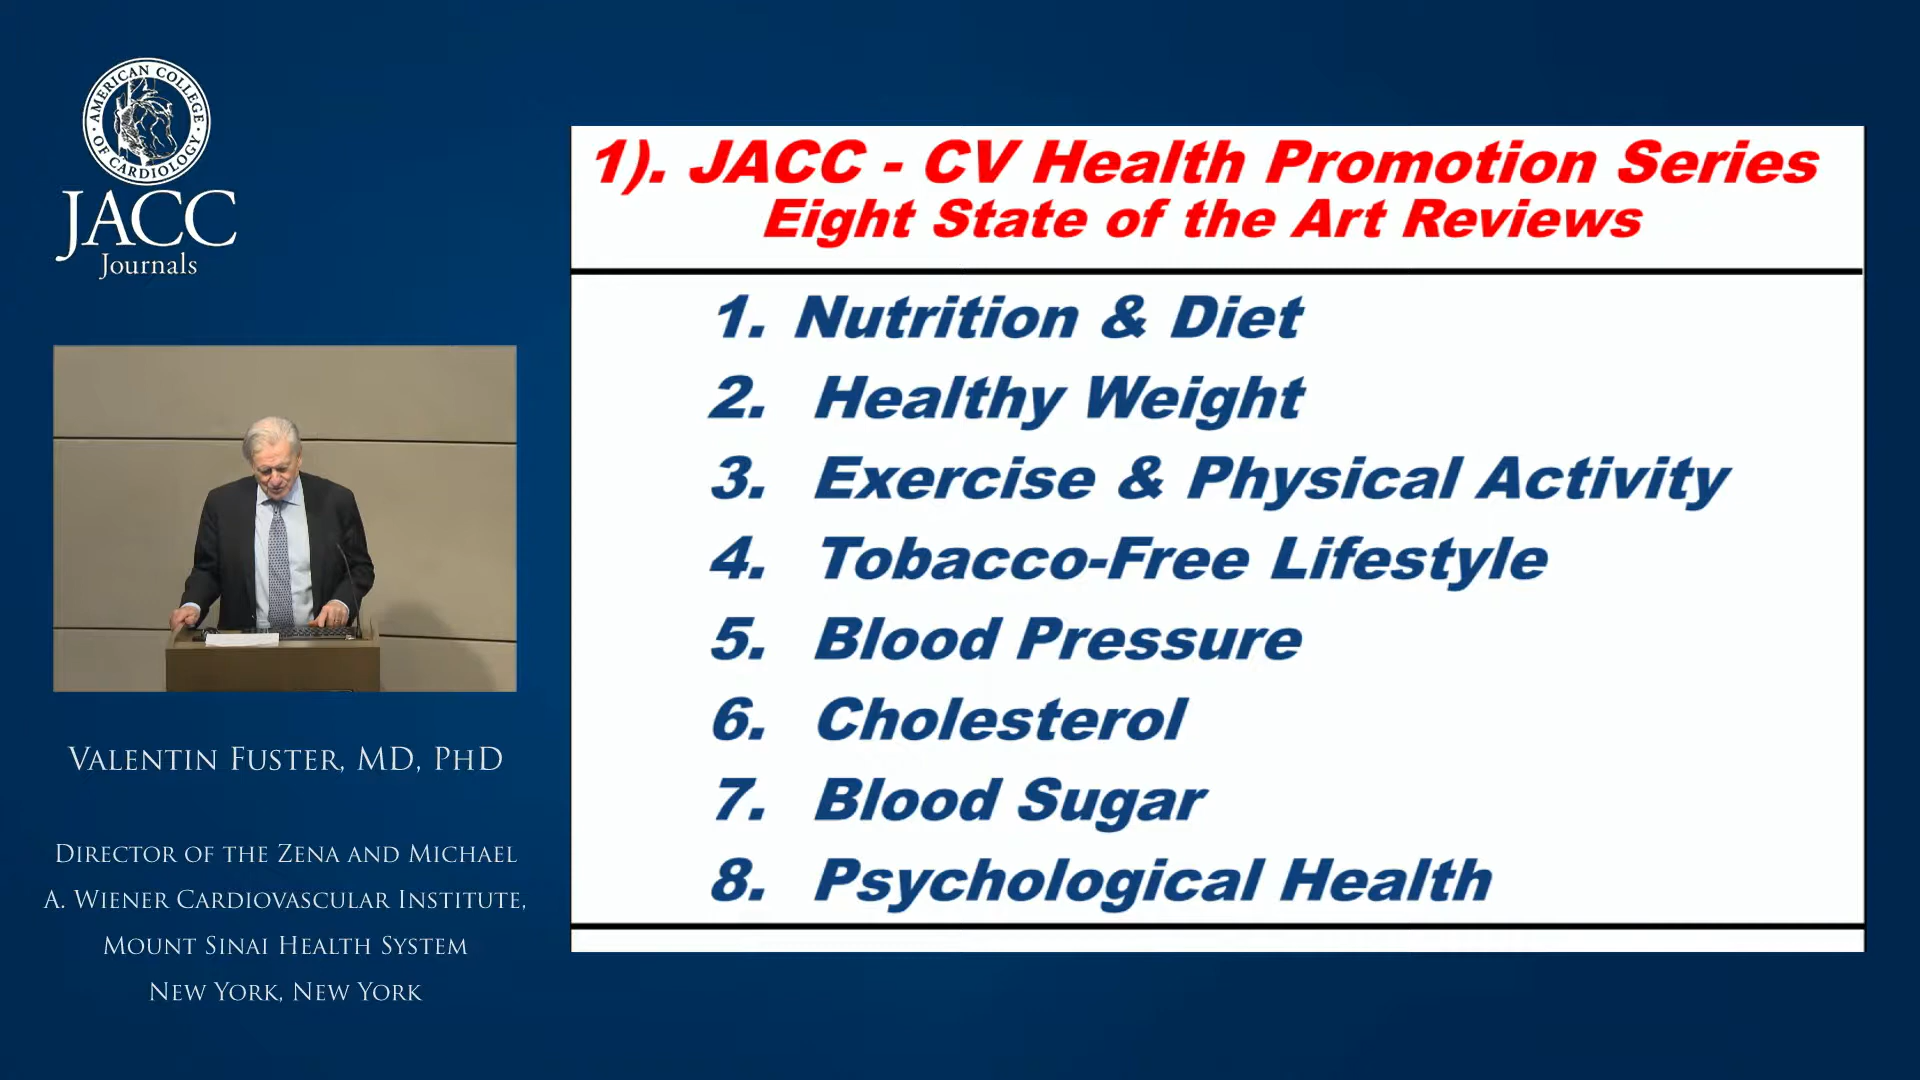 AMERICAN COLLEGE
OF CARDIOLOGY
JACC
Journals
Valentin Fuster, MD, PhD
Director of the Zena and Michael
A. Wiener Cardiovascular Institute,
Mount Sinai Health System
New York, New York
1). JACC - CV Health Promotion Series
Eight State of the Art Reviews
1. Nutrition & Diet
2. Healthy Weight
3. Exercise & Physical Activity
4. Tobacco-Free Lifestyle
5. Blood Pressure
6. Cholesterol
7. Blood Sugar
8. Psychological Health